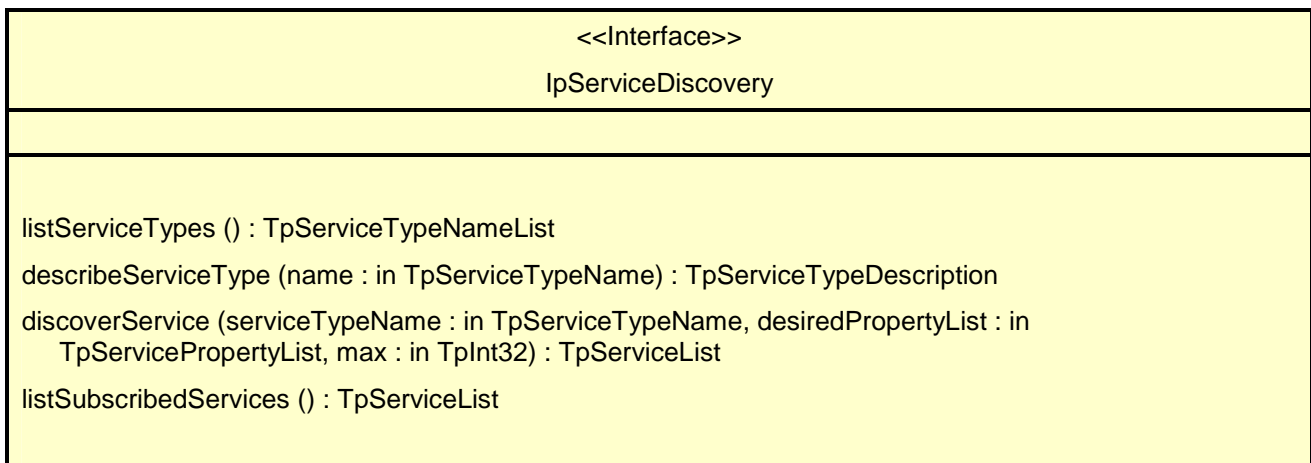 <<Interface>>
IpServiceDiscovery
listServiceTypes () : TpServiceTypeNameList
describeServiceType (name : in TpServiceTypeName) : TpServiceTypeDescription
discoverService (serviceTypeName : in TpServiceTypeName, desiredPropertyList : in
TpServicePropertyList, max : in TpInt32) : TpServiceList
listSubscribedServices () : TpServiceList